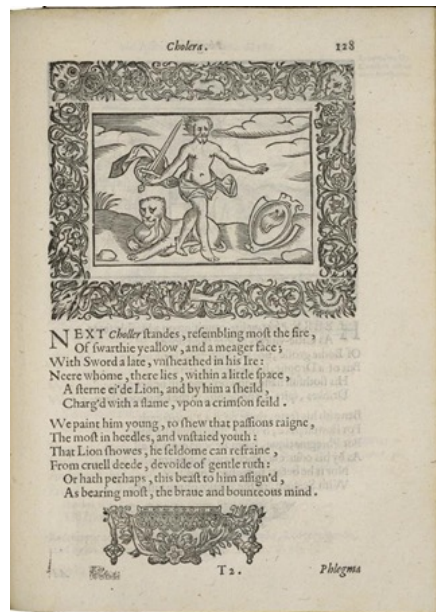 Cholera.
128
NEXT Choller standes, resembling most the fire,
Of swarthie yeallow, and a meager face;
With Sword a late, vnsheathed in his Ire:
Neere whome, there lies, within a little space,
A sterne ei'de Lion, and by him a sheild,
Charg'd with a flame, vpon a crimson feild.
We paint him young, to shew that passions raigne,
The most in heedles, and vnstaied youth:
That Lion showes, he seldome can refraine,
From cruell deede, devoide of gentle ruth:
Or hath perhaps, this beast to him assign'd,
As bearing most, the braue and bounteous mind.
T2.
Phlegma